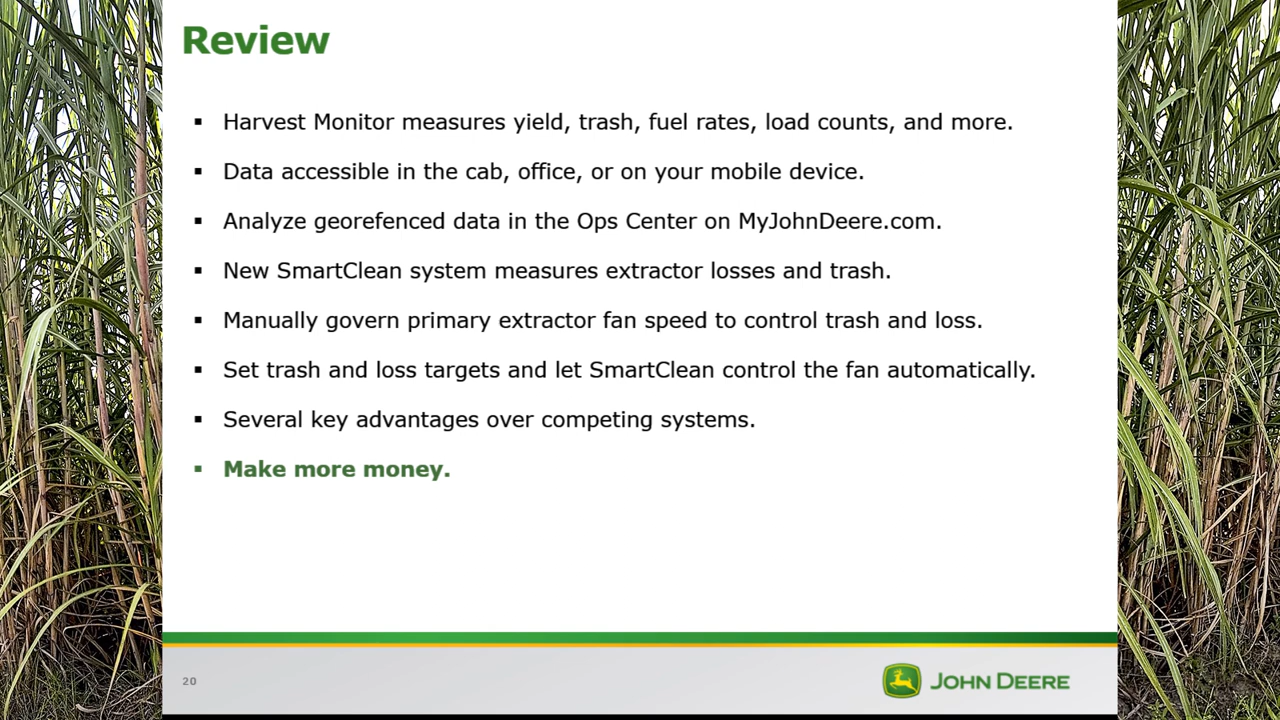 Review
▪ Harvest Monitor measures yield, trash, fuel rates, load counts, and more.
▪ Data accessible in the cab, office, or on your mobile device.
▪ Analyze georefenced data in the Ops Center on MyJohnDeere.com.
▪ New SmartClean system measures extractor losses and trash.
▪ Manually govern primary extractor fan speed to control trash and loss.
▪ Set trash and loss targets and let SmartClean control the fan automatically.
▪ Several key advantages over competing systems.
▪ Make more money.
20
JOHN DEERE